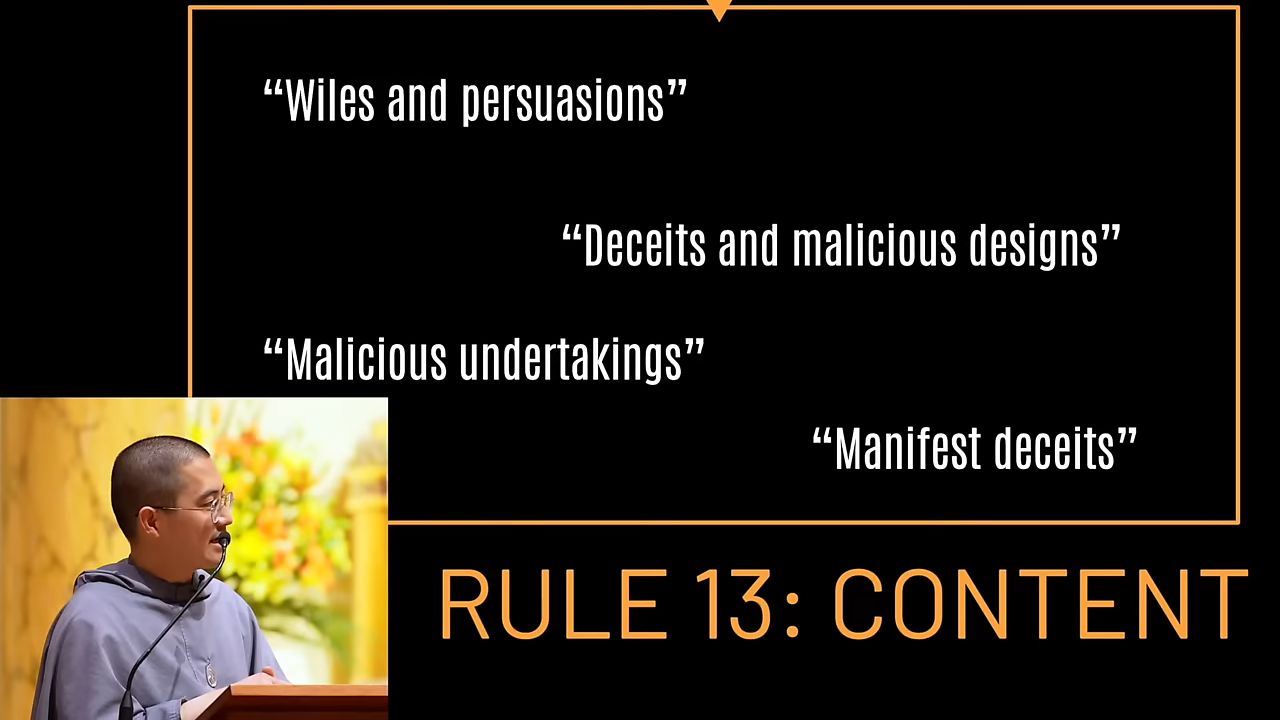 “Wiles and persuasions”
“Deceits and malicious designs”
“Malicious undertakings”
“Manifest deceits”
RULE 13: CONTENT